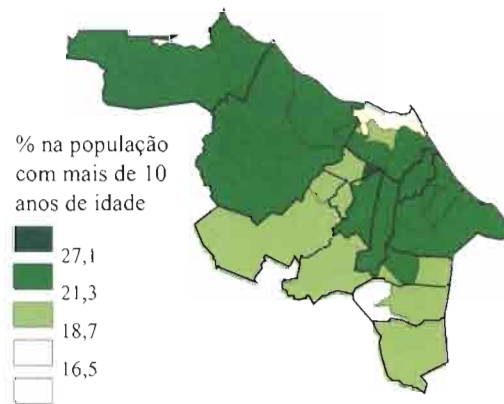 % na população
com mais de 10
anos de idade
27,1
21,3
18,7
16,5